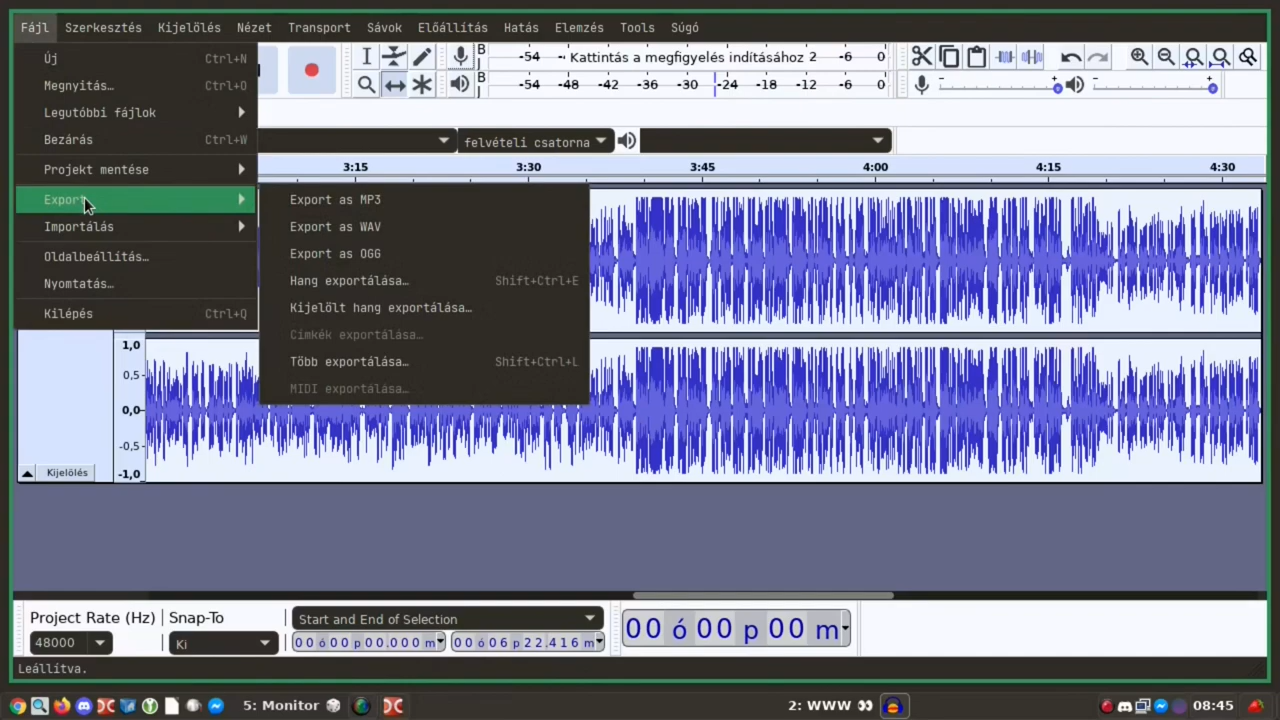 Fájl Szerkesztés Kijelölés Nézet Transport Sávok Előállítás Hatás Elemzés Tools Súgó
Új Ctrl+N
Megnyitás… Ctrl+O
Legutóbbi fájlok
Bezárás Ctrl+W
Projekt mentése
Export
Importálás
Oldalbeállítás…
Nyomtatás…
Kilépés Ctrl+Q
Export as MP3
Export as WAV
Export as OGG
Hang exportálása… Shift+Ctrl+E
Kijelölt hang exportálása…
Címkék exportálása…
Több exportálása… Shift+Ctrl+L
MIDI exportálása…
B -54 -. Kattintás a megfigyelés indításához 2 -6 0
B -54 -48 -42 -36 -30 -24 -18 -12 -6 0
felvételi csatorna
3:15 3:30 3:45 4:00 4:15 4:30
1,0
0,5
0,0
-0,5
-1,0
Kijelölés
Project Rate (Hz) Snap-To
Start and End of Selection
48000 Ki
00 ó 00 p 00.000 m 00 ó 06 p 22.416 m
00 ó 00 p 00 m
Leállítva.
5: Monitor 2: WWW 08:45